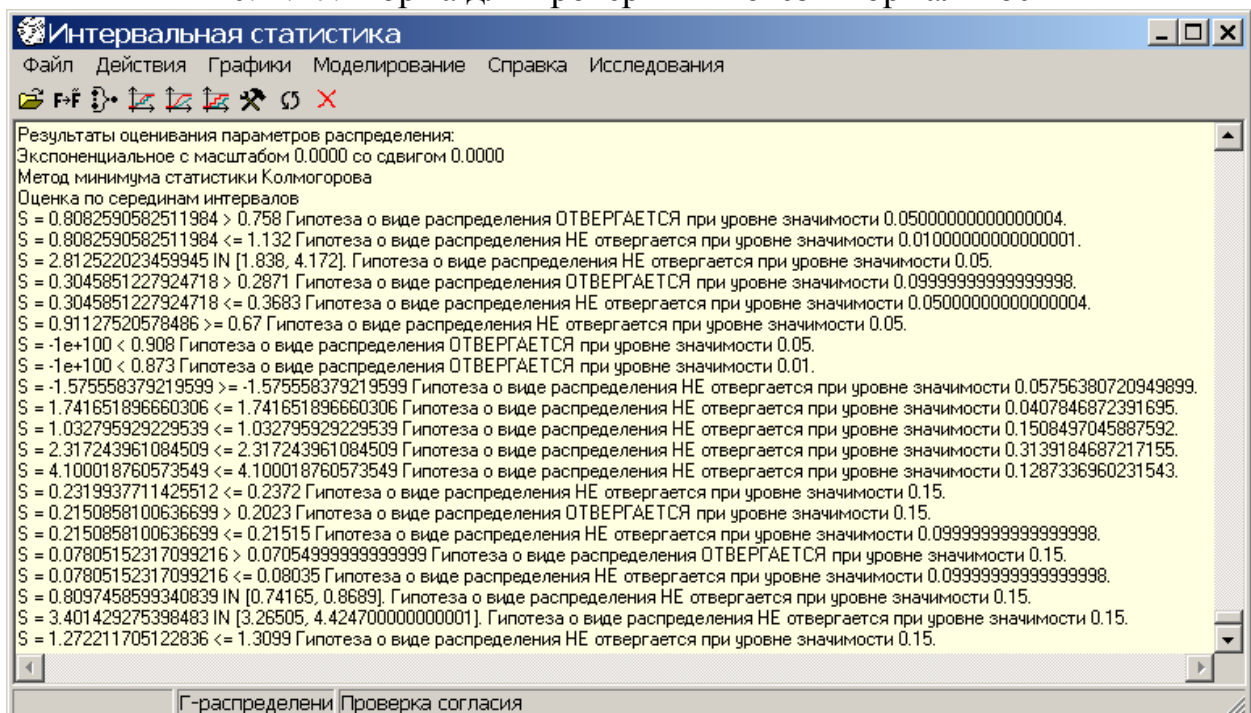 Интервальная статистика
Файл Действия Графики Моделирование Справка Исследования
Результаты оценивания параметров распределения:
Экспоненциальное с масштабом 0.0000 со сдвигом 0.0000
Метод минимума статистики Колмогорова
Оценка по серединам интервалов
S = 0.8082590582511984 > 0.758 Гипотеза о виде распределения ОТВЕРГАЕТСЯ при уровне значимости 0.05000000000000004.
S = 0.8082590582511984 <= 1.132 Гипотеза о виде распределения НЕ отвергается при уровне значимости 0.01000000000000001.
S = 2.812522023459945 IN [1.838, 4.172]. Гипотеза о виде распределения НЕ отвергается при уровне значимости 0.05.
S = 0.3045851227924718 > 0.2871 Гипотеза о виде распределения ОТВЕРГАЕТСЯ при уровне значимости 0.09999999999999998.
S = 0.3045851227924718 <= 0.3683 Гипотеза о виде распределения НЕ отвергается при уровне значимости 0.05000000000000004.
S = 0.91127520578486 >= 0.67 Гипотеза о виде распределения НЕ отвергается при уровне значимости 0.05.
S = -1e+100 < 0.908 Гипотеза о виде распределения ОТВЕРГАЕТСЯ при уровне значимости 0.05.
S = -1e+100 < 0.873 Гипотеза о виде распределения ОТВЕРГАЕТСЯ при уровне значимости 0.01.
S = -1.575558379219599 >= -1.575558379219599 Гипотеза о виде распределения НЕ отвергается при уровне значимости 0.05756380720949899.
S = 1.741651896660306 <= 1.741651896660306 Гипотеза о виде распределения НЕ отвергается при уровне значимости 0.0407846872391695.
S = 1.032795929229539 <= 1.032795929229539 Гипотеза о виде распределения НЕ отвергается при уровне значимости 0.1508497045887592.
S = 2.317243961084509 <= 2.317243961084509 Гипотеза о виде распределения НЕ отвергается при уровне значимости 0.3139184687217155.
S = 4.100018760573549 <= 4.100018760573549 Гипотеза о виде распределения НЕ отвергается при уровне значимости 0.1287336960231543.
S = 0.2319937711425512 <= 0.2372 Гипотеза о виде распределения НЕ отвергается при уровне значимости 0.15.
S = 0.2150858100636699 > 0.2023 Гипотеза о виде распределения ОТВЕРГАЕТСЯ при уровне значимости 0.15.
S = 0.2150858100636699 <= 0.21515 Гипотеза о виде распределения НЕ отвергается при уровне значимости 0.09999999999999998.
S = 0.07805152317099216 > 0.07054999999999999 Гипотеза о виде распределения ОТВЕРГАЕТСЯ при уровне значимости 0.15.
S = 0.07805152317099216 <= 0.08035 Гипотеза о виде распределения НЕ отвергается при уровне значимости 0.09999999999999998.
S = 0.8097458599340839 IN [0.74165, 0.8689]. Гипотеза о виде распределения НЕ отвергается при уровне значимости 0.15.
S = 3.401429275398483 IN [3.26505, 4.424700000000001]. Гипотеза о виде распределения НЕ отвергается при уровне значимости 0.15.
S = 1.272211705122836 <= 1.3099 Гипотеза о виде распределения НЕ отвергается при уровне значимости 0.15.
Г-распределени Проверка согласия